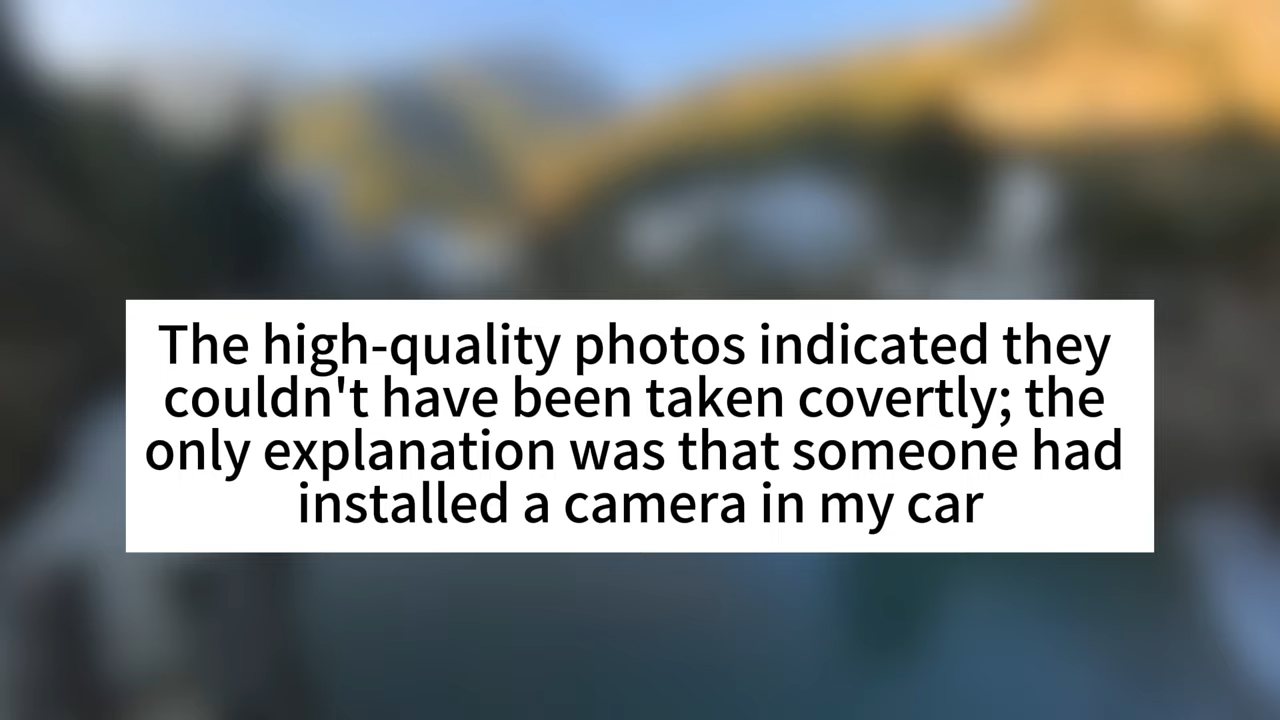 The high-quality photos indicated they
couldn't have been taken covertly; the
only explanation was that someone had
installed a camera in my car